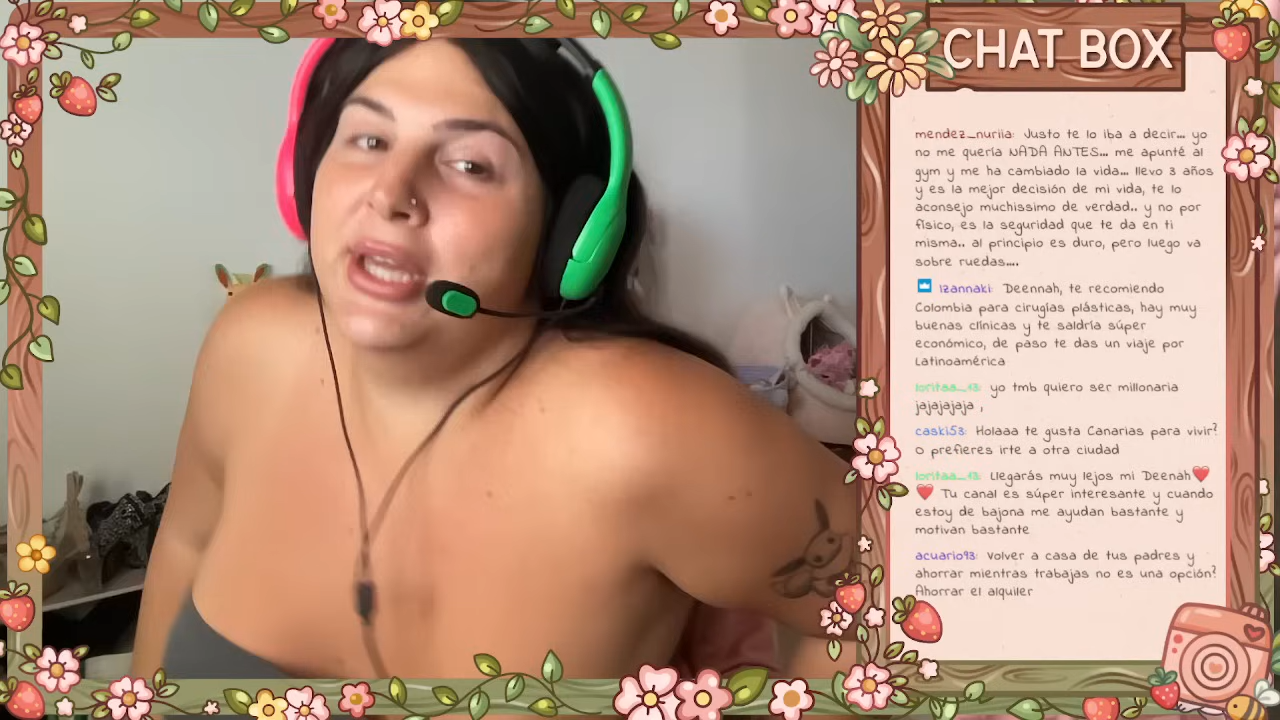 CHAT BOX
mendez_nuriia: Justo te lo iba a decir... yo
no me quería NADA ANTES... me apunté al
gym y me ha cambiado la vida... llevo 3 años
y es la mejor decisión de mi vida, te lo
aconsejo muchissimo de verdad.. y no por
físico, es la seguridad que te da en ti
misma.. al principio es duro, pero luego va
sobre ruedas....
Izannaki: Deennah, te recomiendo
Colombia para cirugías plásticas, hay muy
buenas clínicas y te saldría súper
económico, de paso te das un viaje por
Latinoamérica
loritaa_13: yo tmb quiero ser millonaria
jajajajaja ,
caski53: Holaaa te gusta Canarias para vivir?
O prefieres irte a otra ciudad
loritaa_13: Llegarás muy lejos mi Deenah❤️
❤️ Tu canal es súper interesante y cuando
estoy de bajona me ayudan bastante y
motivan bastante
acuario93: Volver a casa de tus padres y
ahorrar mientras trabajas no es una opción?
Ahorrar el alquiler